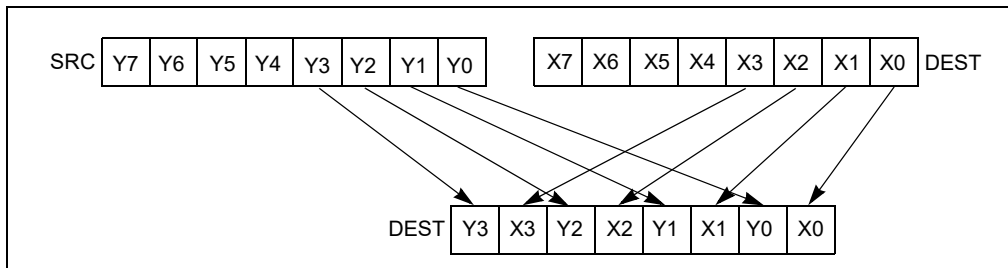 SRC Y7 Y6 Y5 Y4 Y3 Y2 Y1 Y0 X7 X6 X5 X4 X3 X2 X1 X0 DEST
DEST Y3 X3 Y2 X2 Y1 X1 Y0 X0